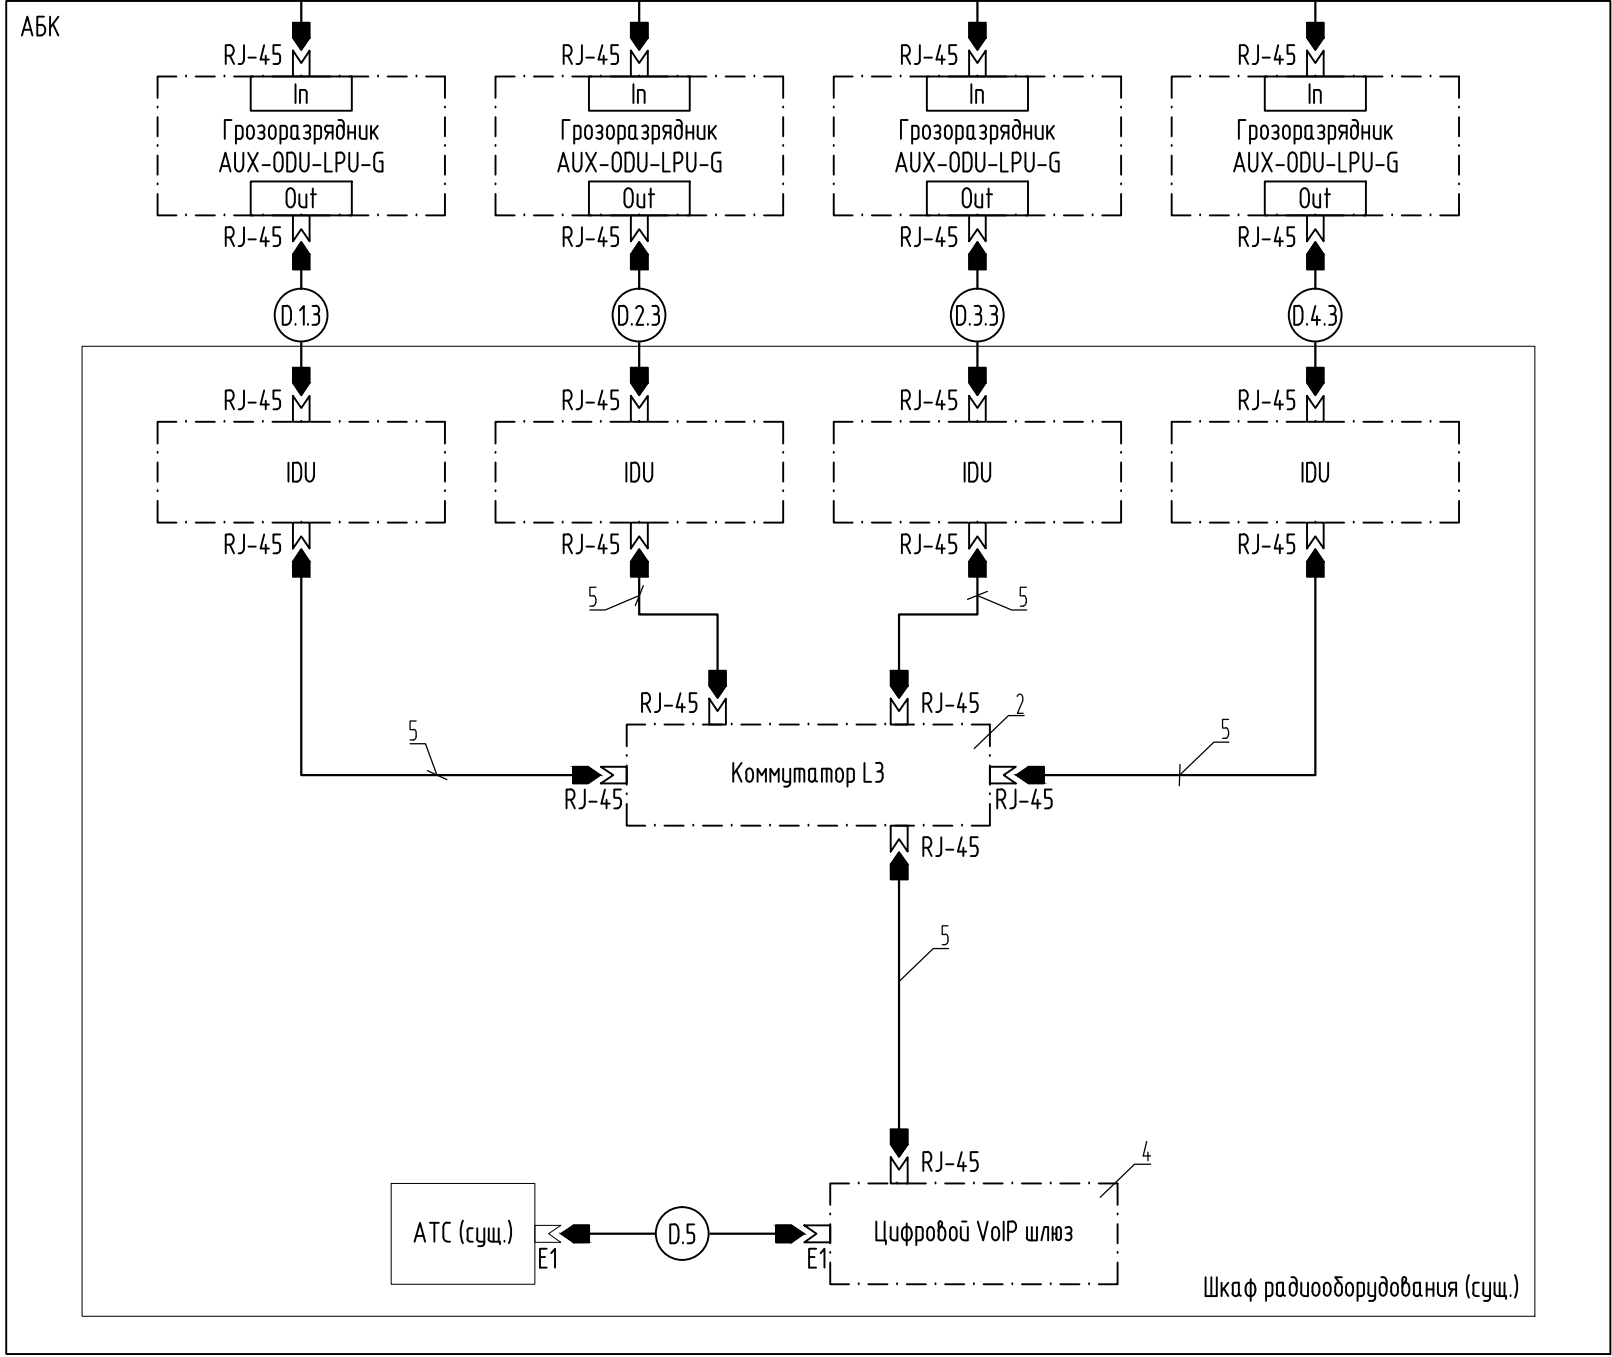 АБК
RJ-45 RJ-45 RJ-45 RJ-45
In In In In
Грозоразрядник Грозоразрядник Грозоразрядник Грозоразрядник
AUX-ODU-LPU-G AUX-ODU-LPU-G AUX-ODU-LPU-G AUX-ODU-LPU-G
Out Out Out Out
RJ-45 RJ-45 RJ-45 RJ-45
D.1.3 D.2.3 D.3.3 D.4.3
RJ-45 RJ-45 RJ-45 RJ-45
IDU IDU IDU IDU
RJ-45 RJ-45 RJ-45 RJ-45
5 5
RJ-45 RJ-45 2
5 5
Коммутатор L3
RJ-45 RJ-45
RJ-45
5
RJ-45 4
АТС (сущ.) D.5 Цифровой VoIP шлюз
E1 E1
Шкаф радиооборудования (сущ.)